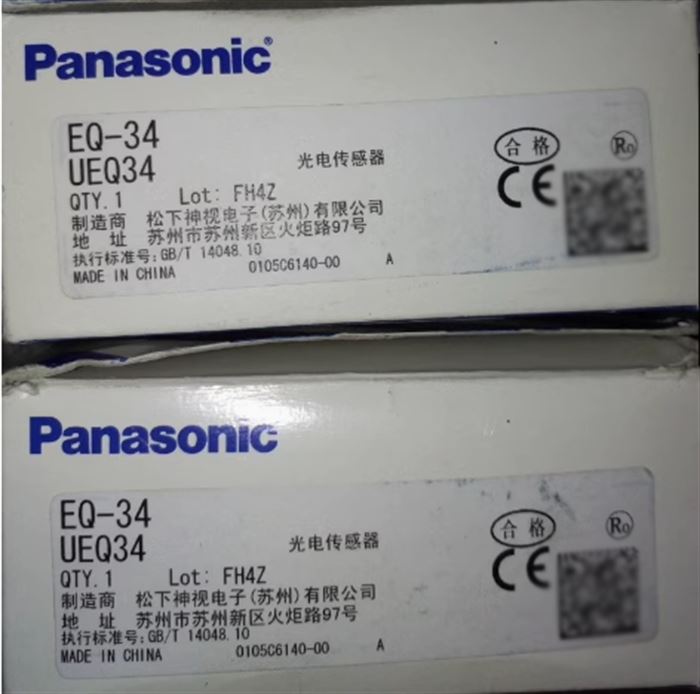 Panasonic®
EQ-34
UEQ34 光电传感器 合格 Ro
QTY.1 Lot: FH4Z CE
制造商 松下神视电子(苏州)有限公司
地 址 苏州市苏州新区火炬路97号
执行标准号:GB/T 14048.10
MADE IN CHINA 0105C6140-00 A
Panasonic
EQ-34
UEQ34 光电传感器 合格 Ro
QTY.1 Lot: FH4Z CE
制造商 松下神视电子(苏州)有限公司
地 址 苏州市苏州新区火炬路97号
执行标准号:GB/T 14048.10
MADE IN CHINA 0105C6140-00 A